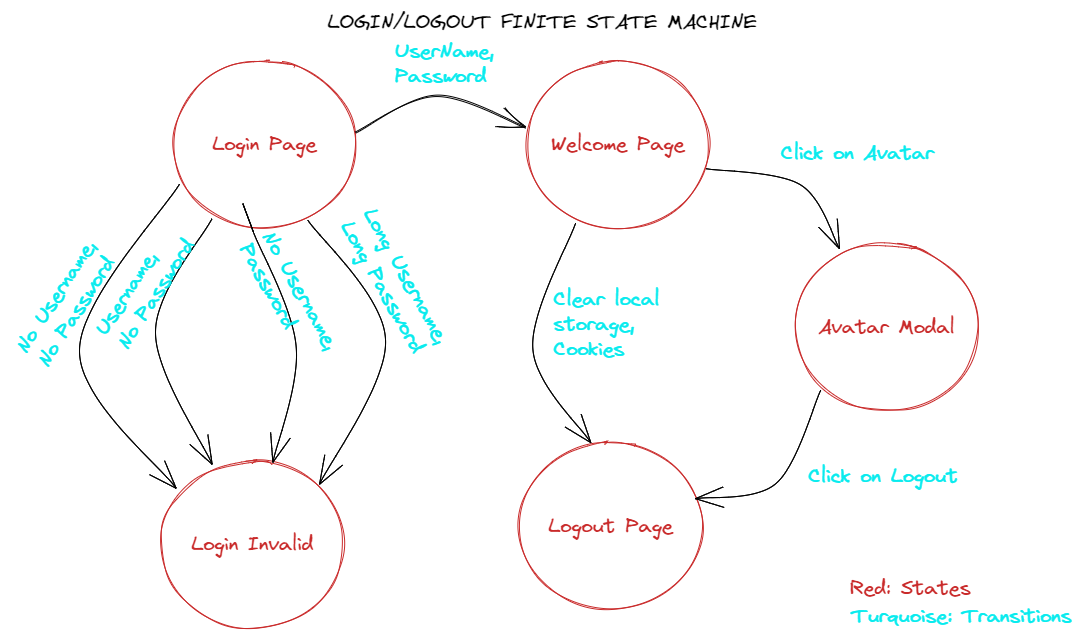 LOGIN/LOGOUT FINITE STATE MACHINE
UserName,
Password
Login Page
Welcome Page
Click on Avatar
No Username,
No Password
Username,
No Password
No Username,
Password
Long Username,
Long Password
Clear local
storage,
Cookies
Avatar Modal
Click on Logout
Logout Page
Login Invalid
Red: States
Turquoise: Transitions